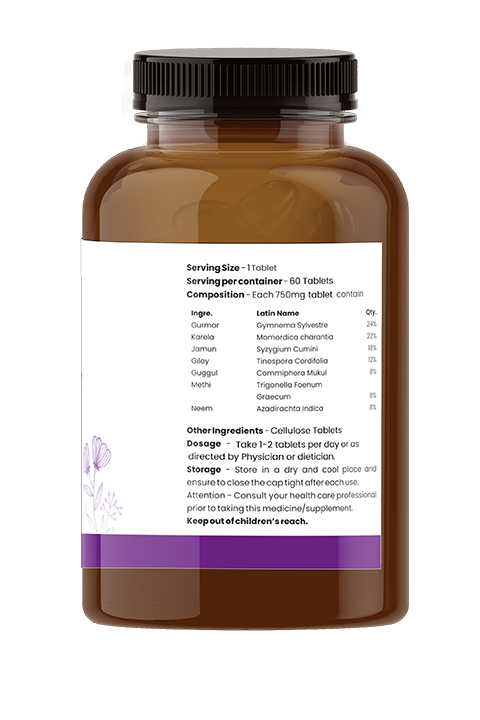 Serving Size - 1 Tablet
Serving per container - 60 Tablets
Composition - Each 750mg tablet contain
Ingre. Latin Name Qty.
Gurmar Gymnema Sylvestre 24%
Karela Momordica charantia 22%
Jamun Syzygium Cumini 18%
Giloy Tinospora Cordifolia 12%
Guggul Commiphora Mukul 8%
Methi Trigonella Foenum
Graecum 8%
Neem Azadirachta Indica 8%
Other Ingredients - Cellulose Tablets
Dosage - Take 1-2 tablets per day or as
directed by Physician or dietician.
Storage - Store in a dry and cool place and
ensure to close the cap tight after each use.
Attention - Consult your health care professional
prior to taking this medicine/supplement.
Keep out of children's reach.